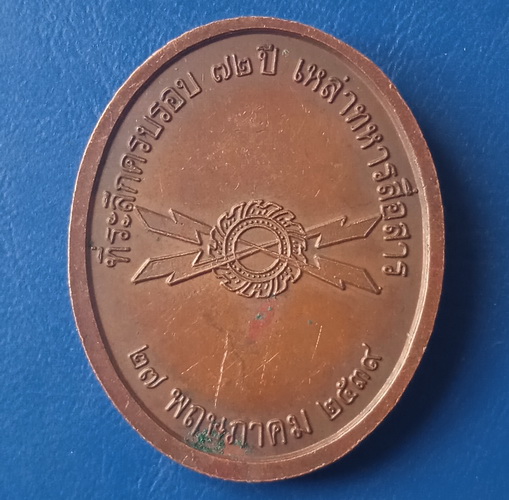 ที่ระลึกครบรอบ ๗๒ ปี เหล่าทหารสื่อสาร
๒๗ พฤษภาคม ๒๕๓๙